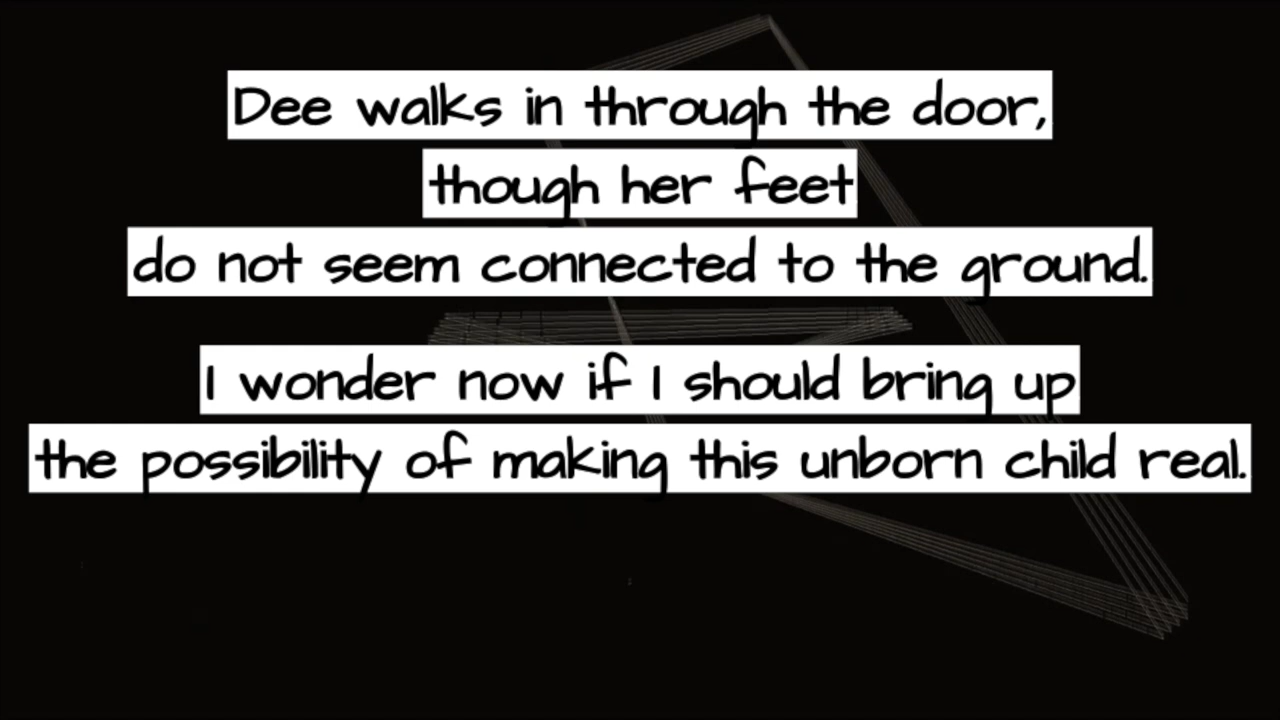 Dee walks in through the door,
though her feet
do not seem connected to the ground.
I wonder now if I should bring up
the possibility of making this unborn child real.